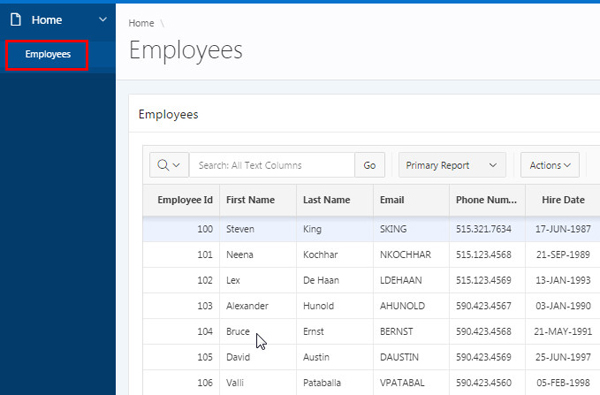 Home
Employees
Home \
Employees
Employees
Search: All Text Columns Go Primary Report Actions
Employee Id First Name Last Name Email Phone Num... Hire Date
100 Steven King SKING 515.321.7634 17-JUN-1987
101 Neena Kochhar NKOCHHAR 515.123.4568 21-SEP-1989
102 Lex De Haan LDEHAAN 515.123.4569 13-JAN-1993
103 Alexander Hunold AHUNOLD 590.423.4567 03-JAN-1990
104 Bruce Ernst BERNST 590.423.4568 21-MAY-1991
105 David Austin DAUSTIN 590.423.4569 25-JUN-1997
106 Valli Pataballa VPATABAL 590.423.4560 05-FEB-1998